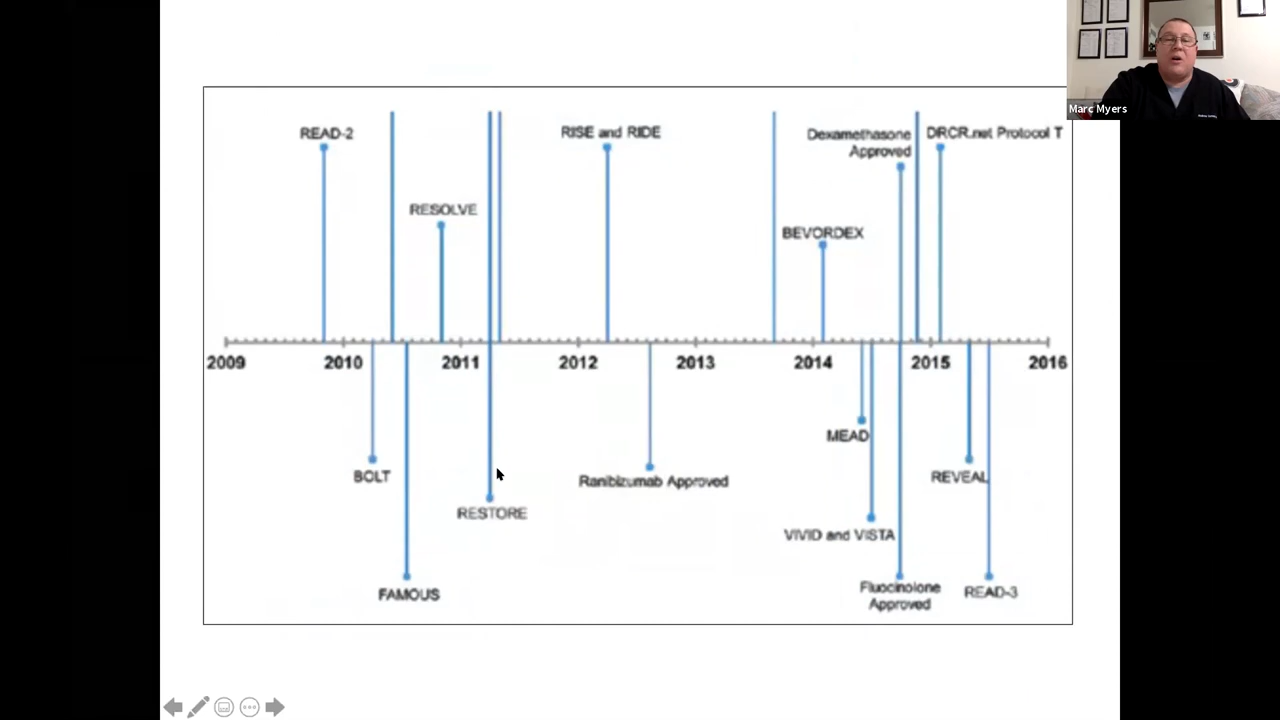 Marc Myers
READ-2
RISE and RIDE
Dexamethasone
Approved
DRCR.net Protocol T
RESOLVE
BEVORDEX
2009
2010
2011
2012
2013
2014
2015
2016
MEAD
BOLT
Ranibizumab Approved
REVEAL
RESTORE
VIVID and VISTA
FAMOUS
Fluocinolone
Approved
READ-3